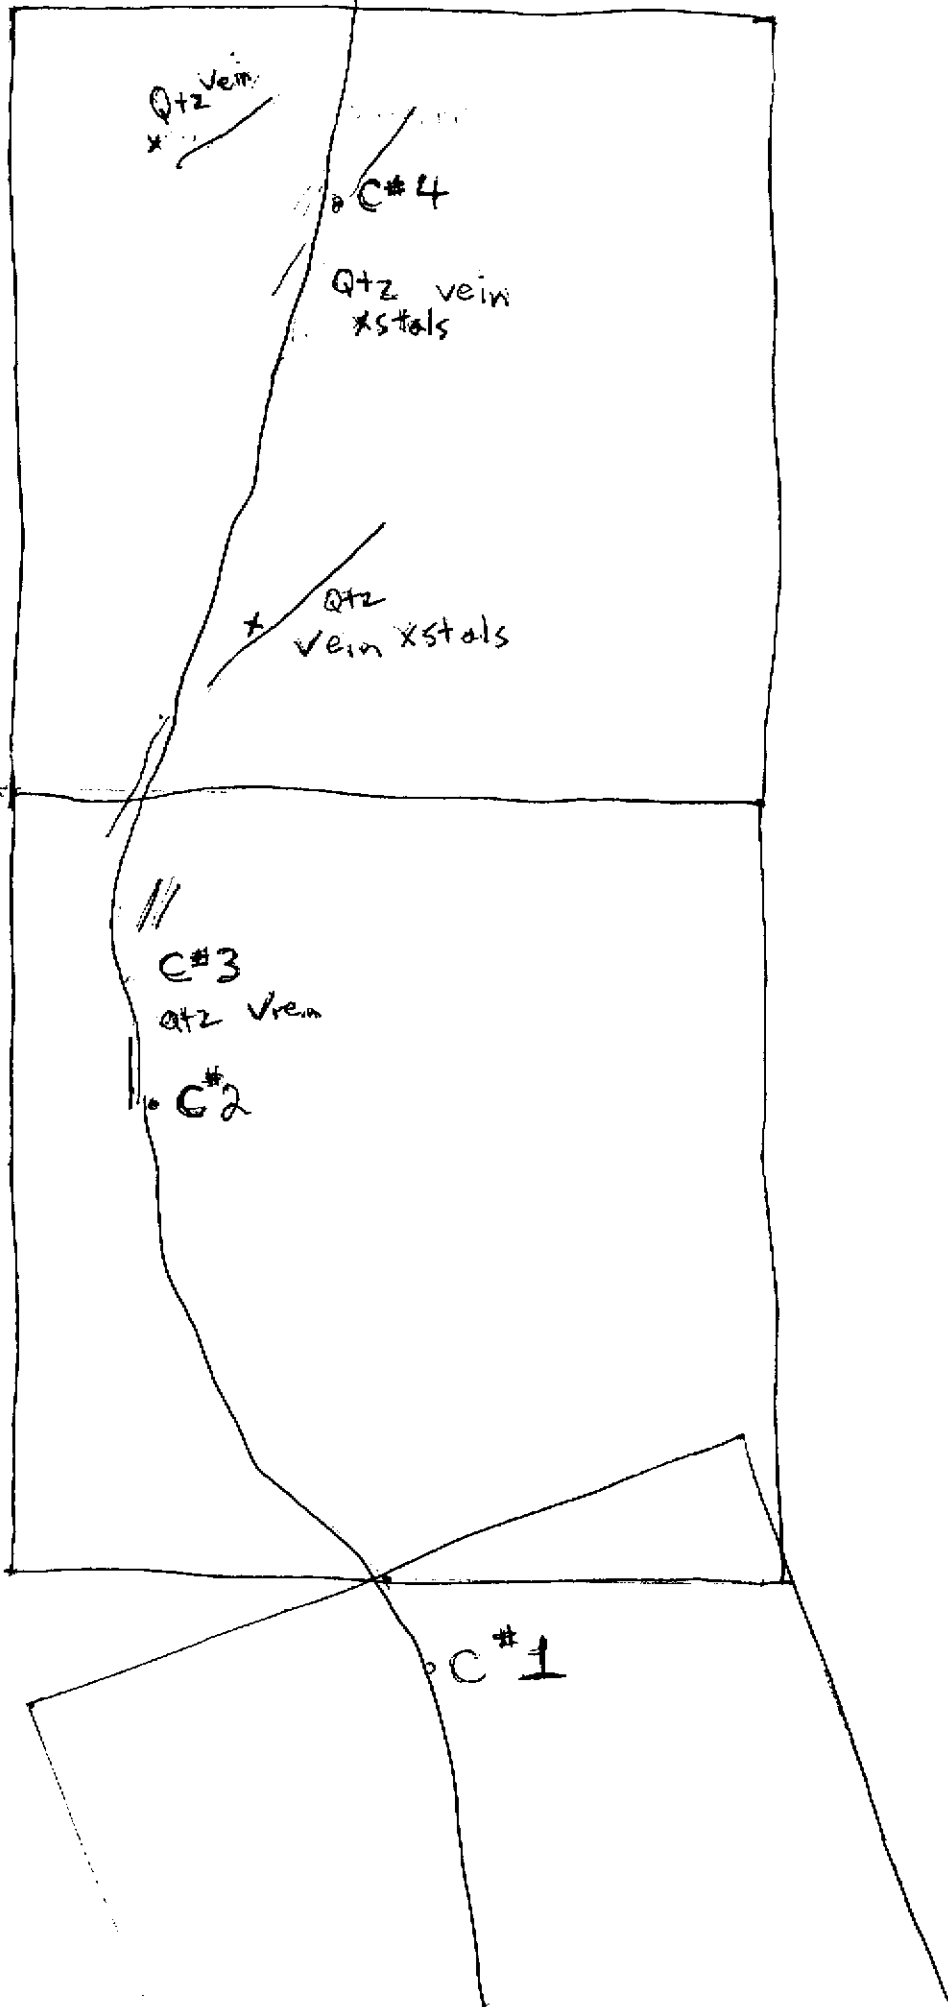 Qtz vein
x
C#4
Qtz vein
xstals
x
Qtz
vein xstals
C#3
qtz vein
C#2
C#1